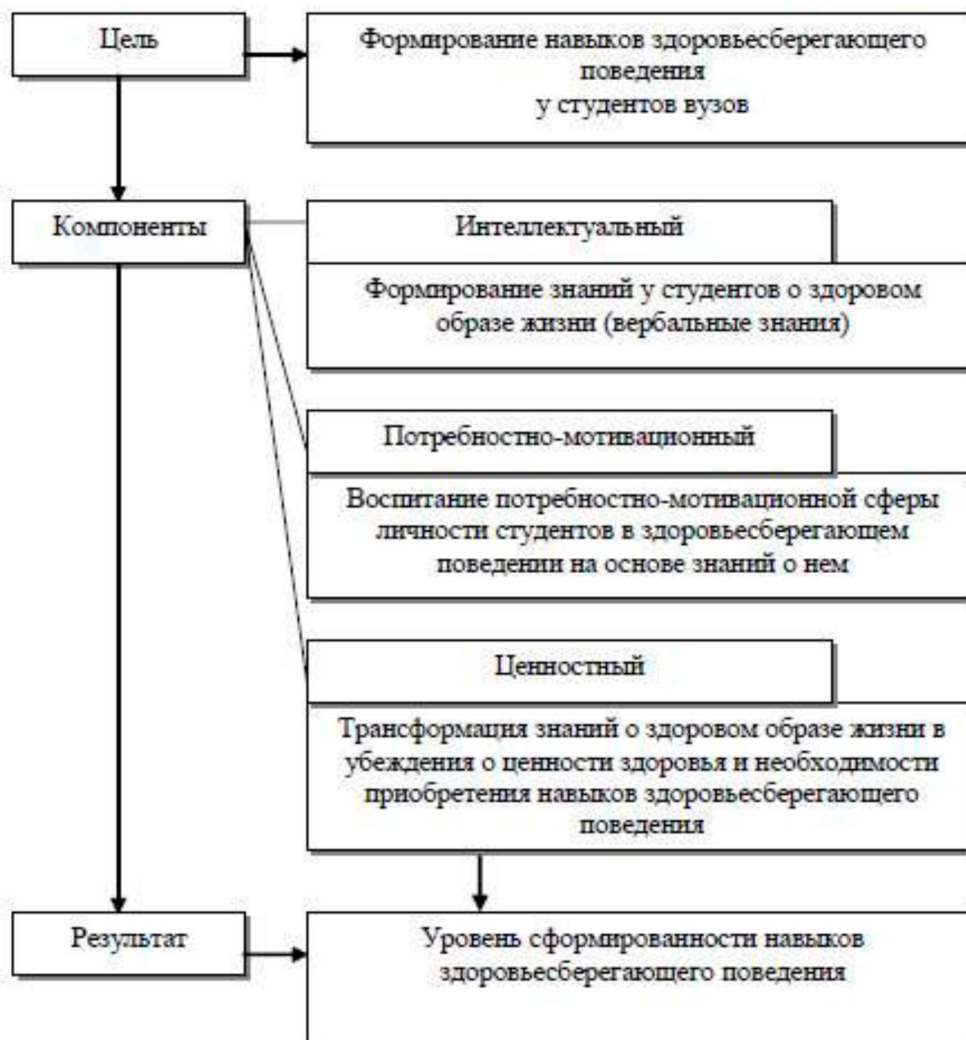 Цель
Формирование навыков здоровьесберегающего
поведения
у студентов вузов
Компоненты
Интеллектуальный
Формирование знаний у студентов о здоровом
образе жизни (вербальные знания)
Потребностно-мотивационный
Воспитание потребностно-мотивационной сферы
личности студентов в здоровьесберегающем
поведении на основе знаний о нем
Ценностный
Трансформация знаний о здоровом образе жизни в
убеждения о ценности здоровья и необходимости
приобретения навыков здоровьесберегающего
поведения
Результат
Уровень сформированности навыков
здоровьесберегающего поведения